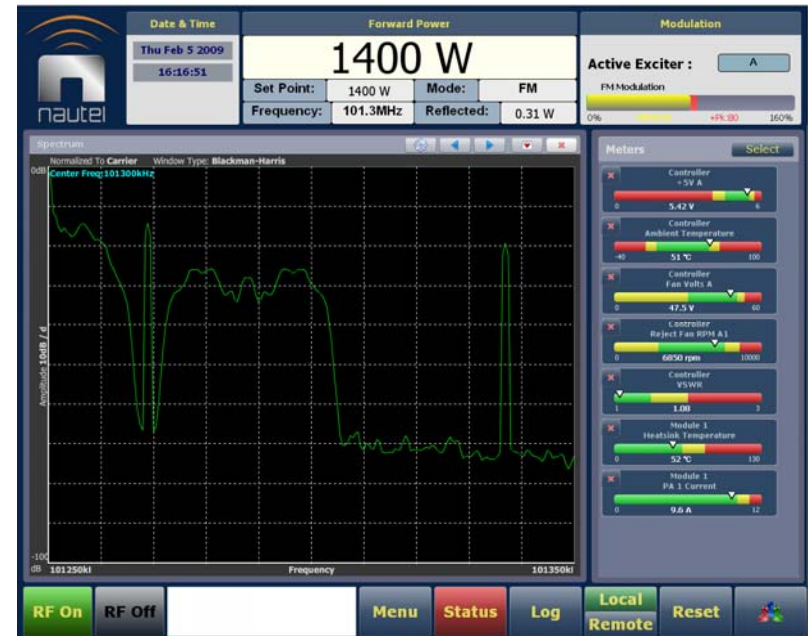 nautel
Date & Time
Thu Feb 5 2009
16:16:51
Forward Power
1400 W
Set Point: 1400 W Mode: FM
Frequency: 101.3MHz Reflected: 0.31 W
Modulation
Active Exciter : A
FM Modulation
0% +Pk:80 160%
Spectrum
Normalized To Carrier Window Type: Blackman-Harris
0dB
Center Freq:101300kHz
Amplitude 10dB / d
-100
dB 101250kl Frequency 101350kl
Meters Select
Controller
+5V A
0 5.42 V 6
Controller
Ambient Temperature
-40 51 °C 100
Controller
Fan Volts A
0 47.5 V 60
Controller
Reject Fan RPM A1
0 6850 rpm 10000
Controller
VSWR
1 1.08 3
Module 1
Heatsink Temperature
0 52 °C 130
Module 1
PA 1 Current
0 9.6 A 12
RF On RF Off Menu Status Log Local Remote Reset